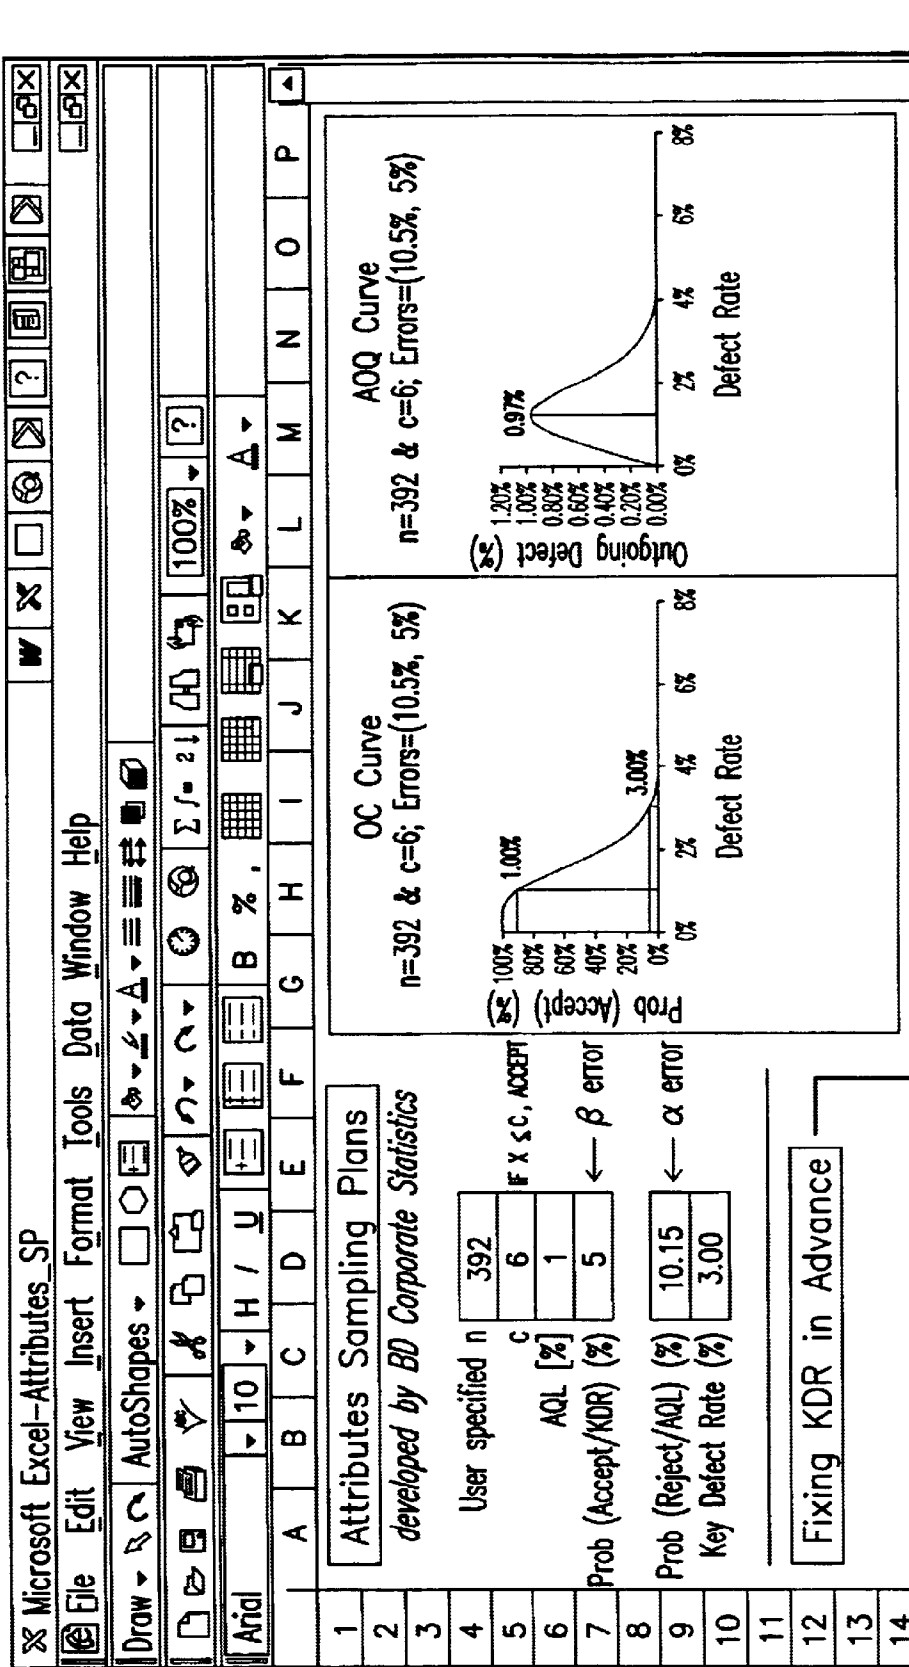 Microsoft Excel-Attributes_SP
File Edit View Insert Format Tools Data Window Help
Draw AutoShapes
100% ?
Arial 10 H / U B % ,
A B C D E F G H I J K L M N O P
1
2
3
4
5
6
7
8
9
10
11
12
13
14
Attributes Sampling Plans
developed by BD Corporate Statistics
User specified n 392
c 6 IF X ≤ C, ACCEPT
AQL [%] 1
Prob (Accept/KDR) (%) 5 ← β error
Prob (Reject/AQL) (%) 10.15 ← α error
Key Defect Rate (%) 3.00
Fixing KDR in Advance
OC Curve
n=392 & c=6; Errors=(10.5%, 5%)
Prob (Accept) (%)
100%
80%
60%
40%
20%
0%
1.00%
3.00%
0% 2% 4% 6% 8%
Defect Rate
AOQ Curve
n=392 & c=6; Errors=(10.5%, 5%)
Outgoing Defect (%)
1.20%
1.00%
0.80%
0.60%
0.40%
0.20%
0.00%
0.97%
0% 2% 4% 6% 8%
Defect Rate